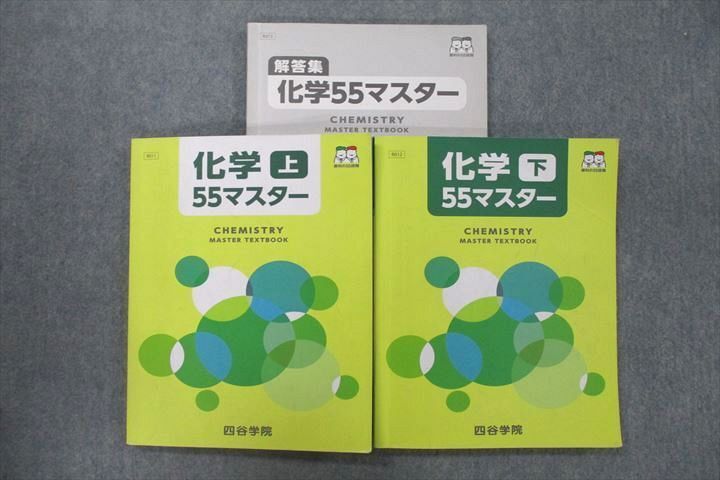 解答集
化学55マスター
CHEMISTRY
MASTER TEXTBOOK
化学 上
55マスター
CHEMISTRY
MASTER TEXTBOOK
四谷学院
化学 下
55マスター
CHEMISTRY
MASTER TEXTBOOK
四谷学院